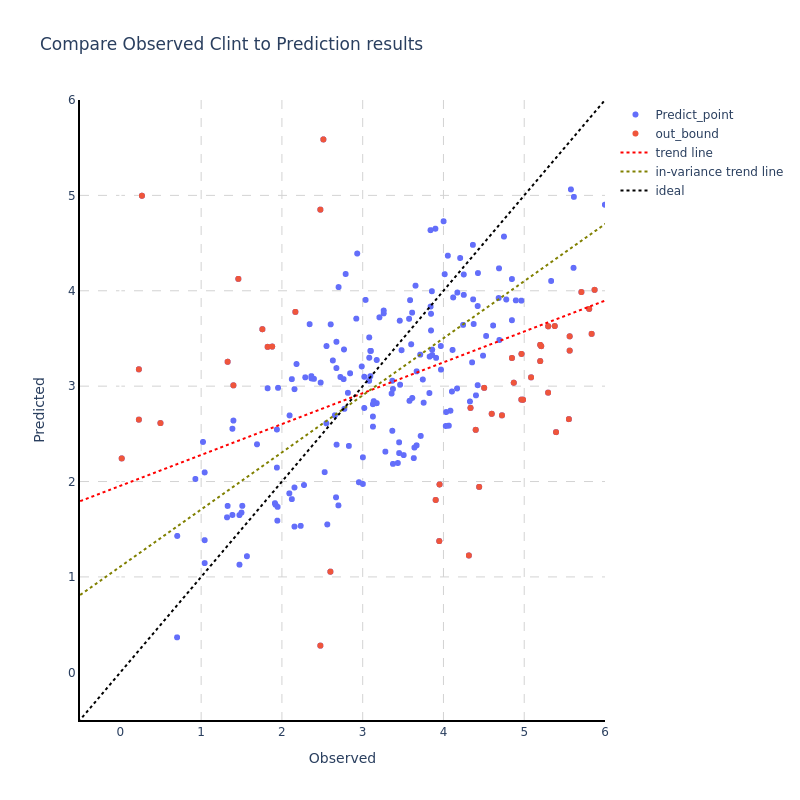 Compare Observed Clint to Prediction results
Predict_point
out_bound
trend line
in-variance trend line
ideal
6
5
4
3
2
1
0
Predicted
0 1 2 3 4 5 6
Observed